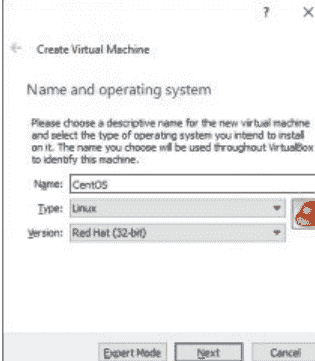 ?
Create Virtual Machine
Name and operating system
Please choose a descriptive name for the new virtual machine
and select the type of operating system you intend to install
on it. The name you choose will be used throughout VirtualBox
to identify this machine.
Name: CentOS
Type: Linux
Version: Red Hat (32-bit)
Expert Mode Next Cancel